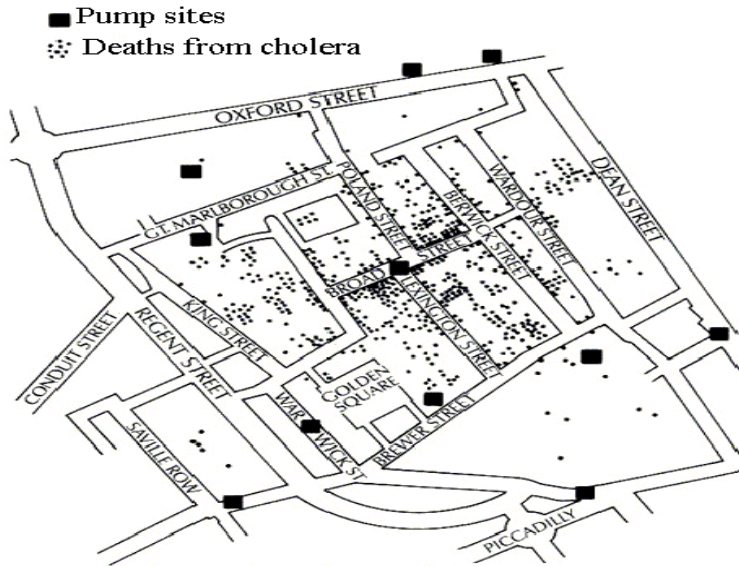 Pump sites
Deaths from cholera
OXFORD STREET
GT. MARLBOROUGH ST.
POLAND STREET
BERWICK STREET
WARDOUR STREET
DEAN STREET
BROAD STREET
LEXINGTON STREET
KING STREET
REGENT STREET
CONDUIT STREET
GOLDEN
SQUARE
WARWICK ST
BREWER STREET
SAVILLE ROW
PICCADILLY